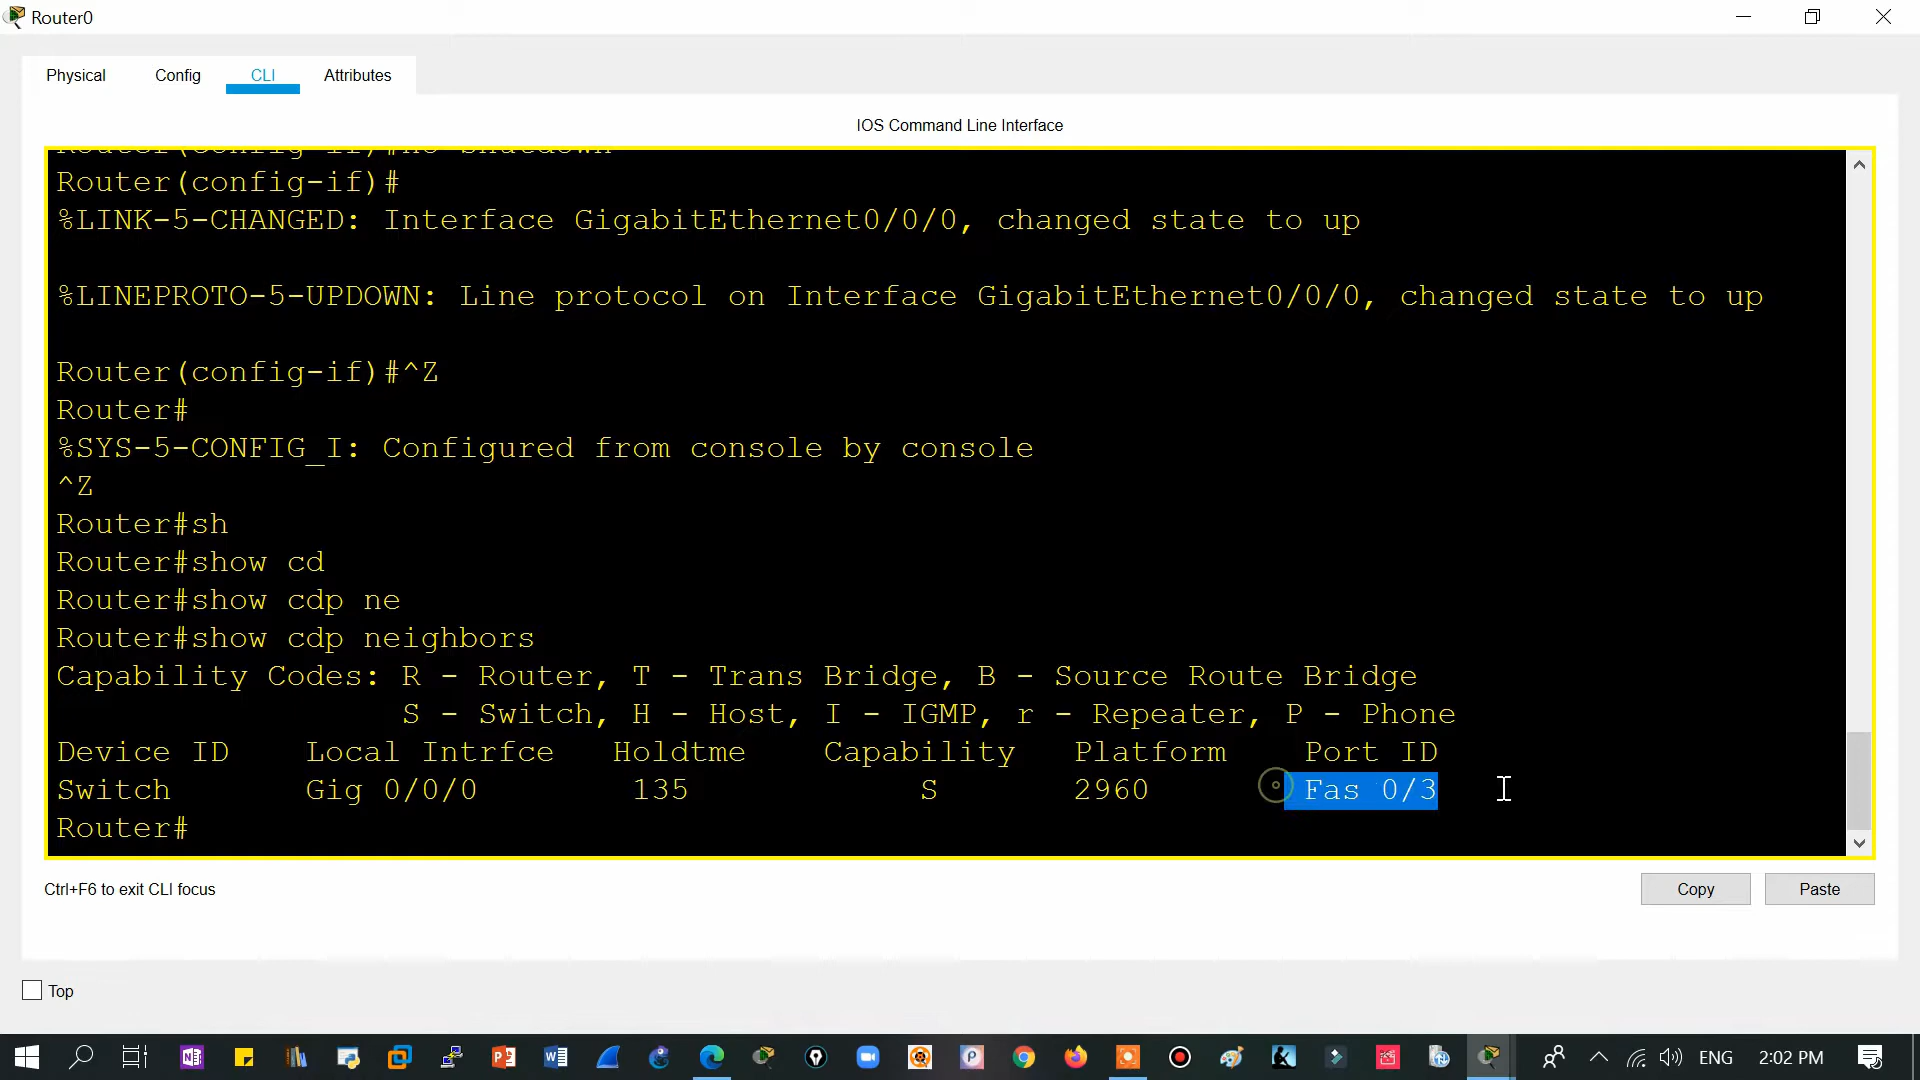 Router0
Physical Config CLI Attributes
IOS Command Line Interface
Router(config-if)#no shutdown
Router(config-if)#
%LINK-5-CHANGED: Interface GigabitEthernet0/0/0, changed state to up
%LINEPROTO-5-UPDOWN: Line protocol on Interface GigabitEthernet0/0/0, changed state to up
Router(config-if)#^Z
Router#
%SYS-5-CONFIG_I: Configured from console by console
^Z
Router#sh
Router#show cd
Router#show cdp ne
Router#show cdp neighbors
Capability Codes: R - Router, T - Trans Bridge, B - Source Route Bridge
S - Switch, H - Host, I - IGMP, r - Repeater, P - Phone
Device ID Local Intrfce Holdtme Capability Platform Port ID
Switch Gig 0/0/0 135 S 2960 Fas 0/3
Router#
Ctrl+F6 to exit CLI focus
Copy Paste
Top
ENG 2:02 PM